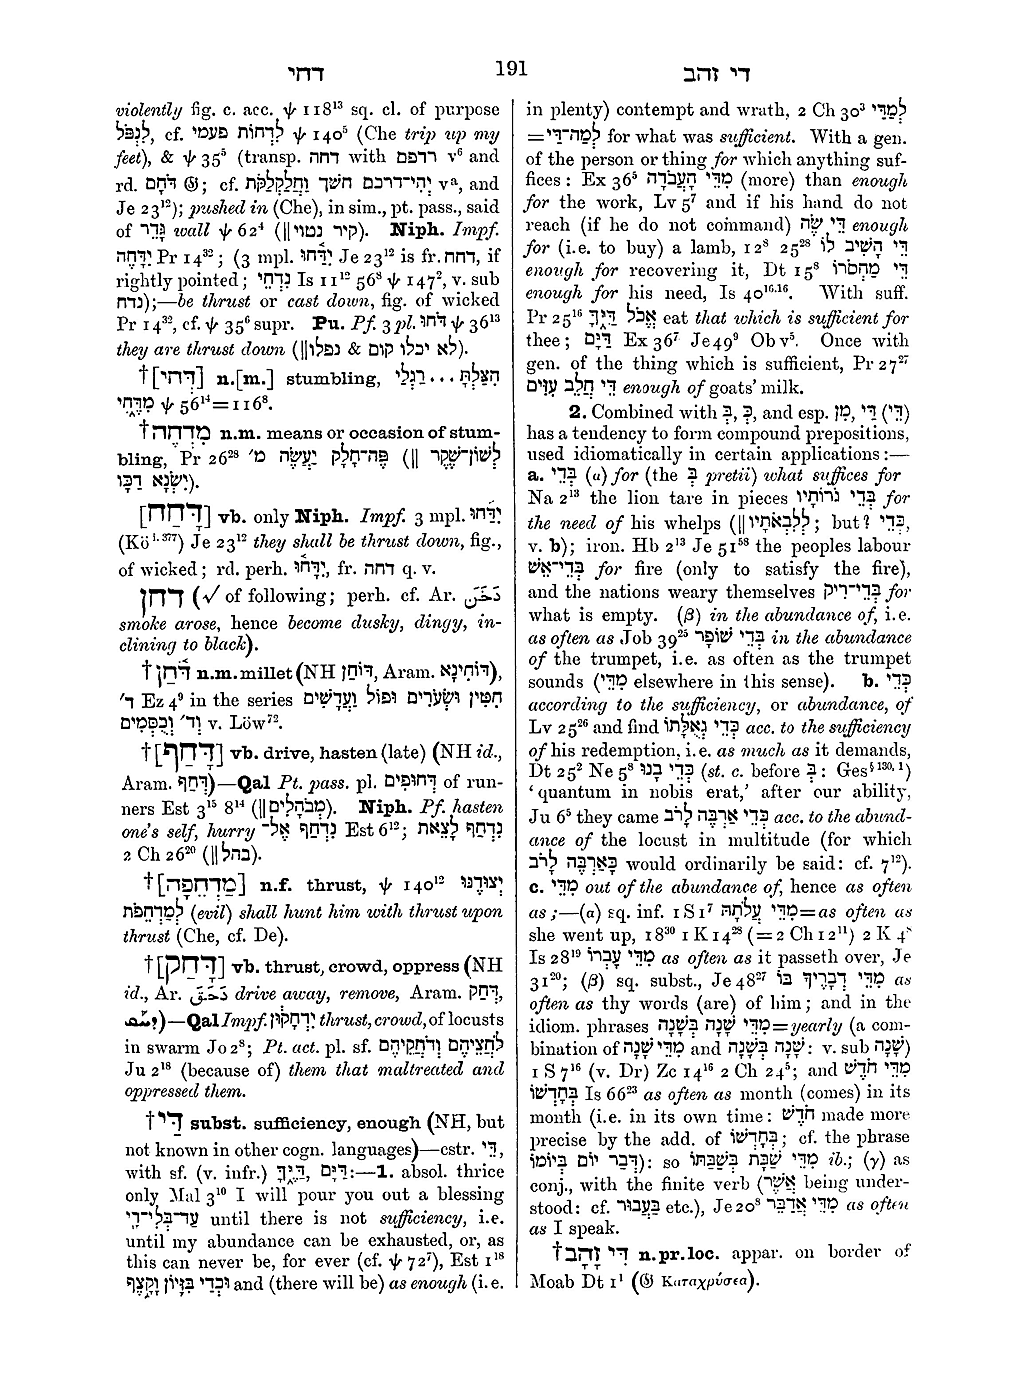 דחי
191
די זהב
violently fig. c. acc. ψ 118¹³ sq. cl. of purpose
לִנְפֹּל, cf. לִדְחוֹת פעמי ψ 140⁵ (Che trip up my
feet), & ψ 35⁵ (transp. דחה with רדפם v⁶ and
rd. דֹּחָם 𝔊; cf. יְהִי־דרכם חשך וַחֲלַקְלַקֹּת vᵃ, and
Je 23¹²); pushed in (Che), in sim., pt. pass., said
of גָּדֵר wall ψ 62⁴ (‖קיר נטוי). Niph. Impf.
יִדָּחֶה Pr 14³²; (3 mpl. יִדַּחוּ Je 23¹² is fr. דחח, if
rightly pointed; נִדְחֵי Is 11¹² 56⁸ ψ 147², v. sub
נדח);—be thrust or cast down, fig. of wicked
Pr 14³², cf. ψ 35⁶ supr. Pu. Pf. 3 pl. דֹּחוּ ψ 36¹³
they are thrust down (‖נפלו & לא יכלו קום).
†[דְּחִי] n.[m.] stumbling, הִצַּלְתָּ ... רַגְלַי
מִדֶּחִי ψ 56¹⁴=116⁸.
†מִדְחֶה n.m. means or occasion of stum-
bling, Pr 26²⁸ פֶּה־חָלָק יַעֲשֶׂה מ׳ (‖ לְשׁוֹן־שֶׁקֶר
יִשְׂנָא דַכָּו).
[דָּחַח] vb. only Niph. Impf. 3 mpl. יִדַּחוּ
(Kö¹·³⁷⁷) Je 23¹² they shall be thrust down, fig.,
of wicked; rd. perh. יִדָּחוּ, fr. דחה q. v.
דחן (√ of following; perh. cf. Ar. دَخَنَ
smoke arose, hence become dusky, dingy, in-
clining to black).
†דֹּחַן n.m. millet (NH דּוֹחַן, Aram. דּוֹחִינָא),
ד׳ Ez 4⁹ in the series חִטִּין וּשְׂעֹרִים וּפוֹל וַעֲדָשִׁים
וְד׳ וְכֻסְּמִים v. Löw⁷².
†[דָּחַף] vb. drive, hasten (late) (NH id.,
Aram. דְּחַף)—Qal Pt. pass. pl. דְּחוּפִים of run-
ners Est 3¹⁵ 8¹⁴ (‖מְבֹהָלִים). Niph. Pf. hasten
one's self, hurry נִדְחַף אֶל־ Est 6¹²; נִדְחַף לָצֵאת
2 Ch 26²⁰ (‖בהל).
†[מַדְחֵפָה] n.f. thrust, ψ 140¹² יְצוּדֶנּוּ
לְמַדְחֵפֹת (evil) shall hunt him with thrust upon
thrust (Che, cf. De).
†[דָּחַק] vb. thrust, crowd, oppress (NH
id., Ar. دَحَقَ drive away, remove, Aram. דְּחַק,
)—Qal Impf. יִדְחָקוּן thrust, crowd, of locusts
in swarm Jo 2⁸; Pt. act. pl. sf. לֹחֲצֵיהֶם וְדֹחֲקֵיהֶם
Ju 2¹⁸ (because of) them that maltreated and
oppressed them.
†דַּי subst. sufficiency, enough (NH, but
not known in other cogn. languages)—cstr. דֵּי,
with sf. (v. infr.) דַּיֶּךָּ, דַּיָּם:—1. absol. thrice
only Mal 3¹⁰ I will pour you out a blessing
עַד־בְּלִי־דָי until there is not sufficiency, i.e.
until my abundance can be exhausted, or, as
this can never be, for ever (cf. ψ 72⁷), Est 1¹⁸
וּכְדַי בִּזָּיוֹן וָקָצֶף and (there will be) as enough (i.e.
in plenty) contempt and wrath, 2 Ch 30³ לְמַדַּי
=לְמַה־דַּי for what was sufficient. With a gen.
of the person or thing for which anything suf-
fices: Ex 36⁵ מִדֵּי הָעֲבֹדָה (more) than enough
for the work, Lv 5⁷ and if his hand do not
reach (if he do not command) דֵּי שֶׂה enough
for (i.e. to buy) a lamb, 12⁸ 25²⁸ דֵּי הָשִׁיב לוֹ
enough for recovering it, Dt 15⁸ דֵּי מַחְסֹרוֹ
enough for his need, Is 40¹⁶·¹⁶. With suff.
Pr 25¹⁶ אֱכֹל דַּיֶּךָּ eat that which is sufficient for
thee; דַּיָּם Ex 36⁷ Je 49⁹ Ob v⁵. Once with
gen. of the thing which is sufficient, Pr 27²⁷
דֵּי חֲלֵב עִזִּים enough of goats' milk.
2. Combined with בְּ, כְּ, and esp. מִן, דַּי (דֵּי)
has a tendency to form compound prepositions,
used idiomatically in certain applications:—
a. בְּדֵי (α) for (the בְּ pretii) what suffices for
Na 2¹³ the lion tare in pieces בְּדֵי גֹרוֹתָיו for
the need of his whelps (‖לְלִבְאֹתָיו; but? כְּדֵי,
v. b); iron. Hb 2¹³ Je 51⁵⁸ the peoples labour
בְּדֵי־אֵשׁ for fire (only to satisfy the fire),
and the nations weary themselves בְּדֵי־רִיק for
what is empty. (β) in the abundance of, i.e.
as often as Job 39²⁵ בְּדֵי שׁוֹפָר in the abundance
of the trumpet, i.e. as often as the trumpet
sounds (מִדֵּי elsewhere in this sense). b. כְּדֵי
according to the sufficiency, or abundance, of
Lv 25²⁶ and find כְּדֵי גְאֻלָּתוֹ acc. to the sufficiency
of his redemption, i.e. as much as it demands,
Dt 25² Ne 5⁸ כְּדֵי בָנוּ (st. c. before בְּ: Ges§ 130, 1)
‘quantum in nobis erat,’ after our ability,
Ju 6⁵ they came כְּדֵי אַרְבֶּה לָרֹב acc. to the abund-
ance of the locust in multitude (for which
כָּאַרְבֶּה לָרֹב would ordinarily be said: cf. 7¹²).
c. מִדֵּי out of the abundance of, hence as often
as;—(α) sq. inf. 1 S 1⁷ מִדֵּי עֲלֹתָהּ=as often as
she went up, 18³⁰ 1 K 14²⁸ (= 2 Ch 12¹¹) 2 K 4⁸
Is 28¹⁹ מִדֵּי עָבְרוֹ as often as it passeth over, Je
31²⁰; (β) sq. subst., Je 48²⁷ מִדֵּי דְבָרֶיךָ בּוֹ as
often as thy words (are) of him; and in the
idiom. phrases מִדֵּי שָׁנָה בְשָׁנָה=yearly (a com-
bination of מִדֵּי שָׁנָה and שָׁנָה בְשָׁנָה: v. sub שָׁנָה)
1 S 7¹⁶ (v. Dr) Zc 14¹⁶ 2 Ch 24⁵; and מִדֵּי חֹדֶשׁ
בְּחָדְשׁוֹ Is 66²³ as often as month (comes) in its
month (i.e. in its own time: חֹדֶשׁ made more
precise by the add. of בְּחָדְשׁוֹ; cf. the phrase
דְּבַר יוֹם בְּיוֹמוֹ): so מִדֵּי שַׁבָּת בְּשַׁבַּתּוֹ ib.; (γ) as
conj., with the finite verb (אֲשֶׁר being under-
stood: cf. בַּעֲבוּר etc.), Je 20⁸ מִדֵּי אֲדַבֵּר as often
as I speak.
†דִּי זָהָב n.pr.loc. appar. on border of
Moab Dt 1¹ (𝔊 Καταχρύσεα).